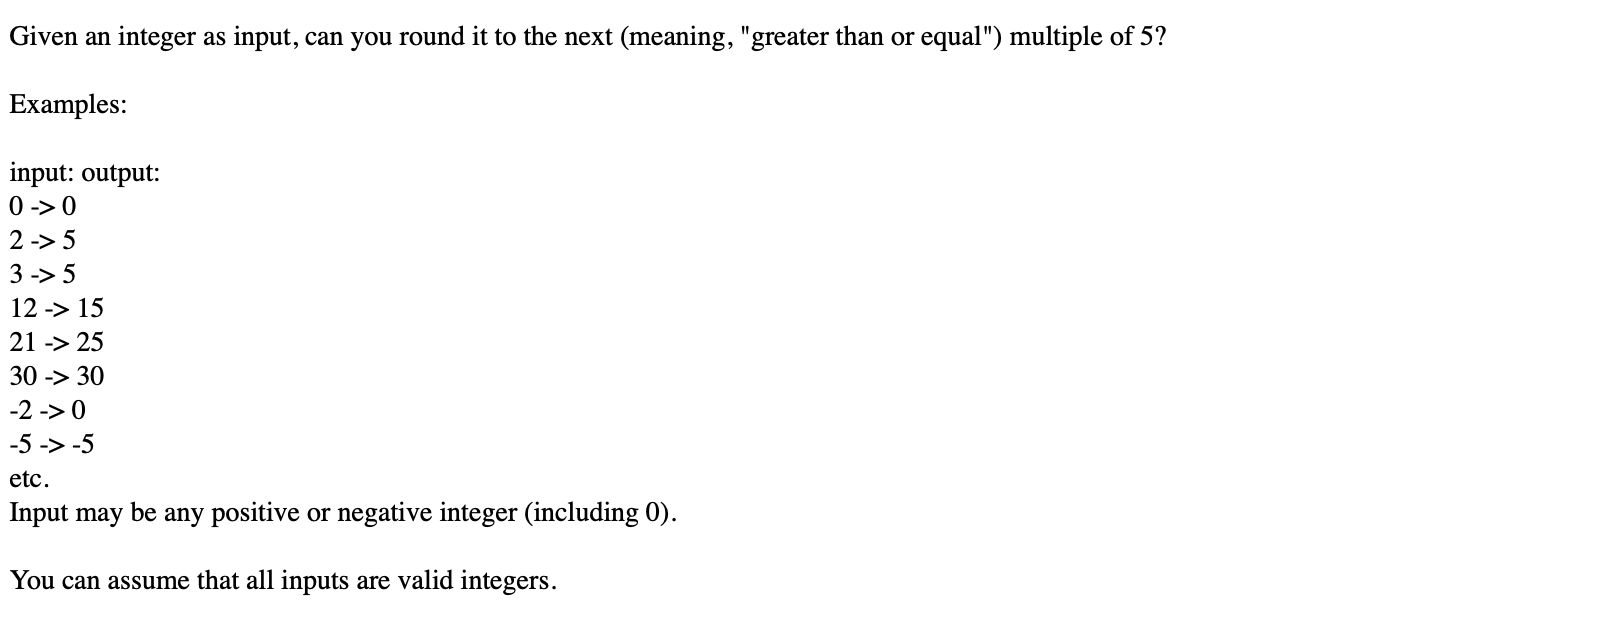 Given an integer as input, can you round it to the next (meaning, "greater than or equal") multiple of 5?
Examples:
input: output:
0 -> 0
2 -> 5
3 -> 5
12 -> 15
21 -> 25
30 -> 30
-2 -> 0
-5 -> -5
etc.
Input may be any positive or negative integer (including 0).
You can assume that all inputs are valid integers.